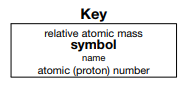 Key
relative atomic mass
symbol
name
atomic (proton) number